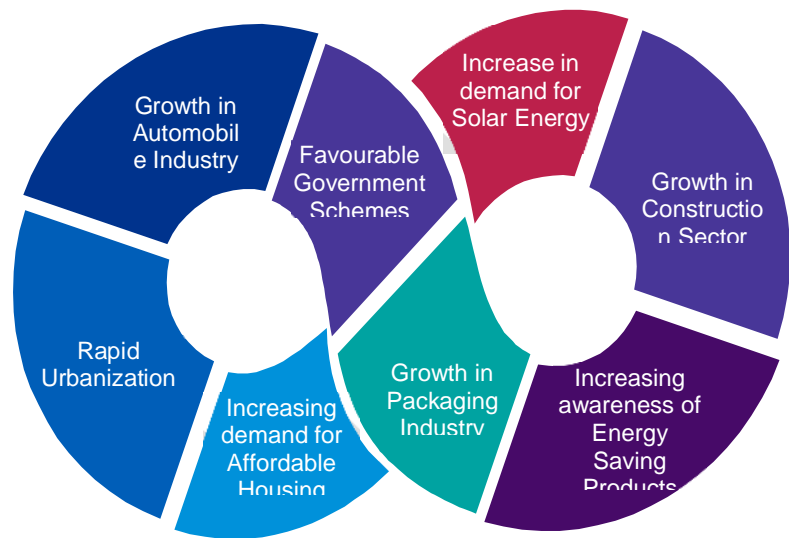 Growth in
Automobil
e Industry
Favourable
Government
Schemes
Increase in
demand for
Solar Energy
Growth in
Constructio
n Sector
Rapid
Urbanization
Increasing
demand for
Affordable
Housing
Growth in
Packaging
Industry
Increasing
awareness of
Energy
Saving
Products